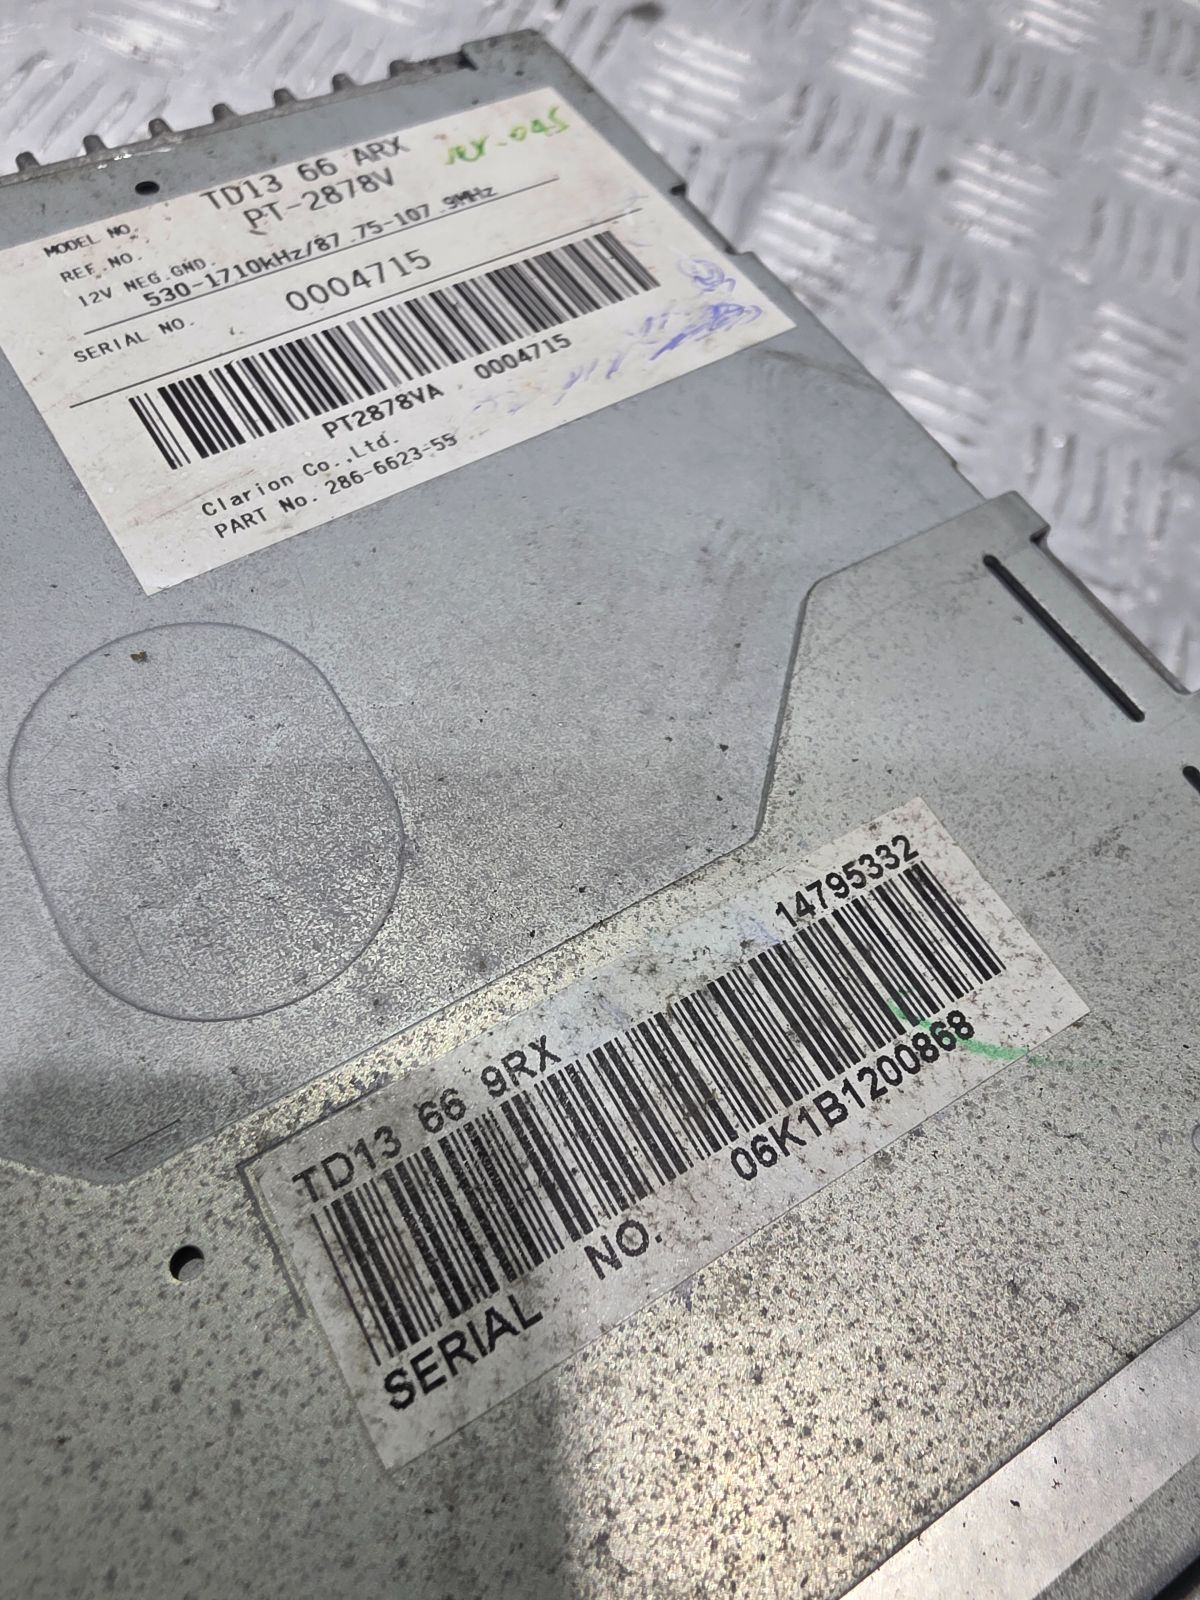 MODEL NO. TD13 66 ARX
ver.045
REF.NO. PT-2878V
12V NEG.GND.
530-1710kHz/87.75-107.9MHz
SERIAL NO. 0004715
PT2878VA 0004715
Clarion Co.,Ltd.
PART No. 286-6623-55
TD13 66 9RX 14795332
SERIAL NO. 06K1B1200868